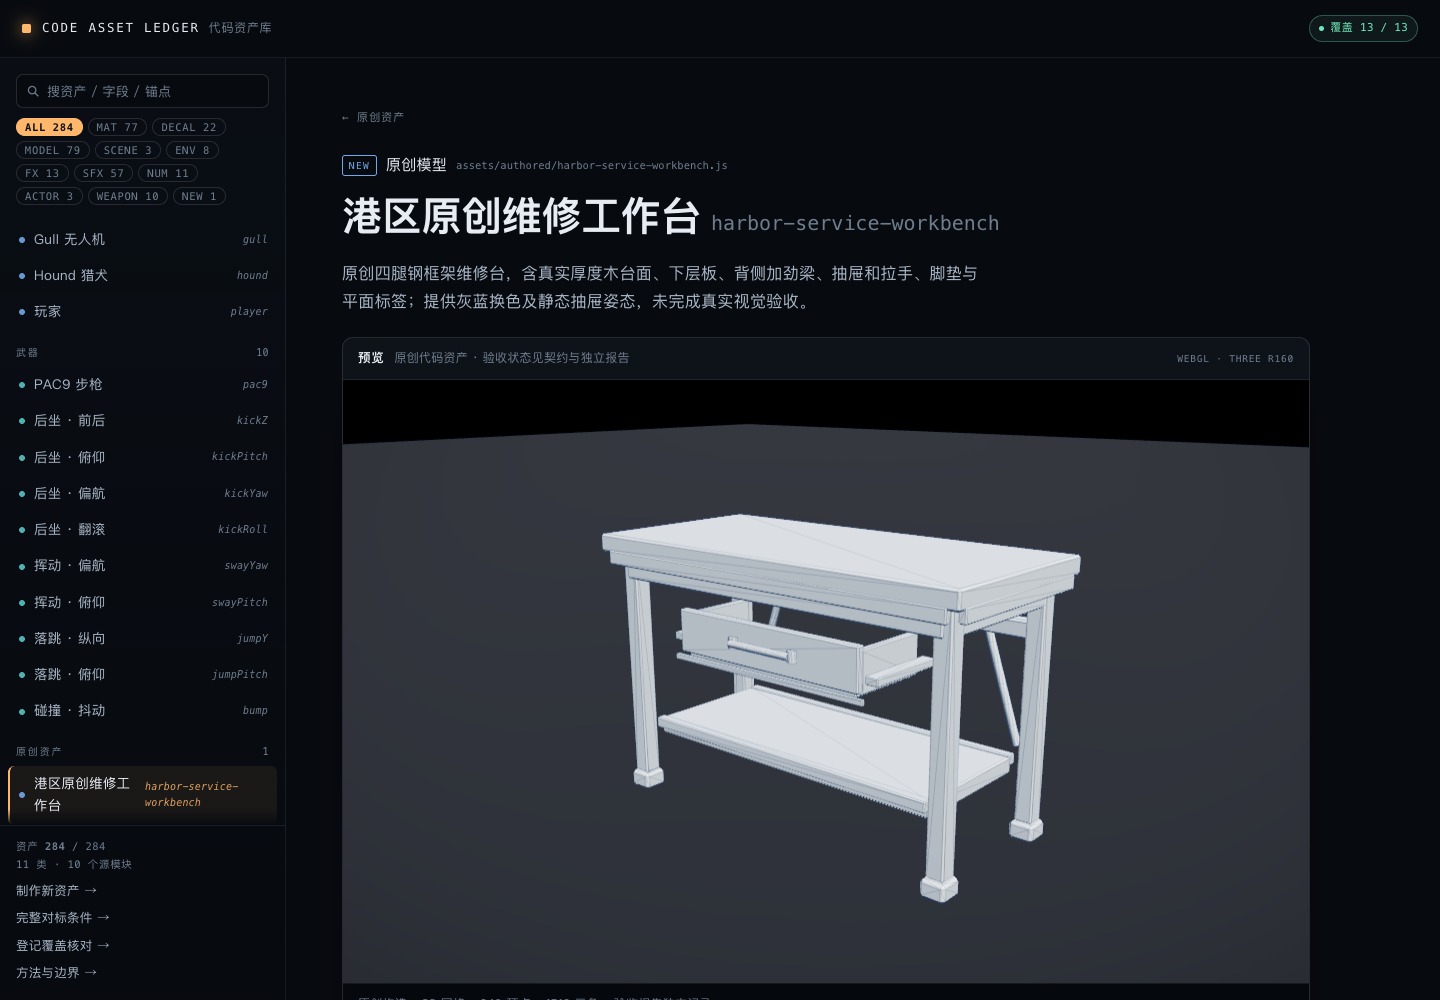 CODE ASSET LEDGER 代码资产库
覆盖 13 / 13
搜资产 / 字段 / 锚点
ALL 284 MAT 77 DECAL 22
MODEL 79 SCENE 3 ENV 8
FX 13 SFX 57 NUM 11
ACTOR 3 WEAPON 10 NEW 1
Gull 无人机 gull
Hound 猎犬 hound
玩家 player
武器 10
PAC9 步枪 pac9
后坐 · 前后 kickZ
后坐 · 俯仰 kickPitch
后坐 · 偏航 kickYaw
后坐 · 翻滚 kickRoll
挥动 · 偏航 swayYaw
挥动 · 俯仰 swayPitch
落跳 · 纵向 jumpY
落跳 · 俯仰 jumpPitch
碰撞 · 抖动 bump
原创资产 1
港区原创维修工作台 harbor-service-workbench
资产 284 / 284
11 类 · 10 个源模块
制作新资产 →
完整对标条件 →
登记覆盖核对 →
方法与边界 →
← 原创资产
NEW 原创模型 assets/authored/harbor-service-workbench.js
港区原创维修工作台 harbor-service-workbench
原创四腿钢框架维修台，含真实厚度木台面、下层板、背侧加劲梁、抽屉和拉手、脚垫与
平面标签；提供灰蓝换色及静态抽屉姿态，未完成真实视觉验收。
预览 原创代码资产 · 验收状态见契约与独立报告 WEBGL · THREE R160